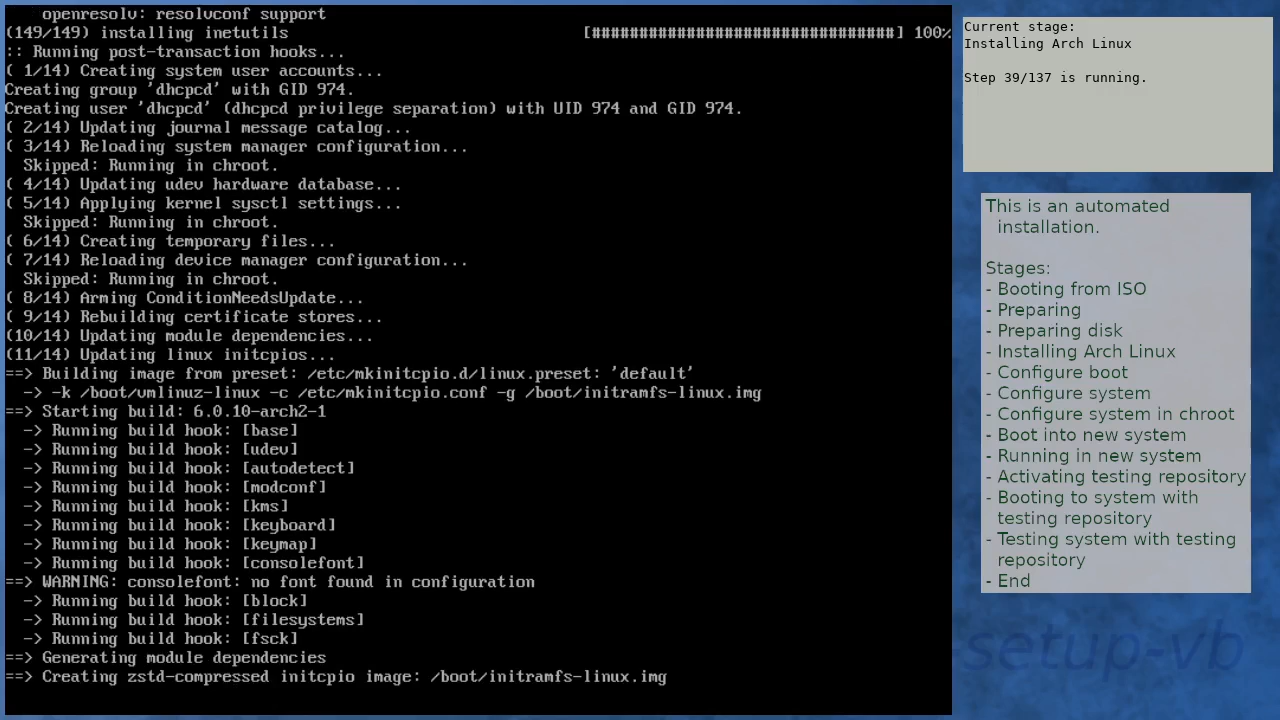 openresolv: resolvconf support
(149/149) installing inetutils                               [################################] 100%
:: Running post-transaction hooks...
( 1/14) Creating system user accounts...
Creating group 'dhcpcd' with GID 974.
Creating user 'dhcpcd' (dhcpcd privilege separation) with UID 974 and GID 974.
( 2/14) Updating journal message catalog...
( 3/14) Reloading system manager configuration...
  Skipped: Running in chroot.
( 4/14) Updating udev hardware database...
( 5/14) Applying kernel sysctl settings...
  Skipped: Running in chroot.
( 6/14) Creating temporary files...
( 7/14) Reloading device manager configuration...
  Skipped: Running in chroot.
( 8/14) Arming ConditionNeedsUpdate...
( 9/14) Rebuilding certificate stores...
(10/14) Updating module dependencies...
(11/14) Updating linux initcpios...
==> Building image from preset: /etc/mkinitcpio.d/linux.preset: 'default'
  -> -k /boot/vmlinuz-linux -c /etc/mkinitcpio.conf -g /boot/initramfs-linux.img
==> Starting build: 6.0.10-arch2-1
  -> Running build hook: [base]
  -> Running build hook: [udev]
  -> Running build hook: [autodetect]
  -> Running build hook: [modconf]
  -> Running build hook: [kms]
  -> Running build hook: [keyboard]
  -> Running build hook: [keymap]
  -> Running build hook: [consolefont]
==> WARNING: consolefont: no font found in configuration
  -> Running build hook: [block]
  -> Running build hook: [filesystems]
  -> Running build hook: [fsck]
==> Generating module dependencies
==> Creating zstd-compressed initcpio image: /boot/initramfs-linux.img
Current stage:
Installing Arch Linux
Step 39/137 is running.
This is an automated
installation.
Stages:
- Booting from ISO
- Preparing
- Preparing disk
- Installing Arch Linux
- Configure boot
- Configure system
- Configure system in chroot
- Boot into new system
- Running in new system
- Activating testing repository
- Booting to system with
testing repository
- Testing system with testing
repository
- End
-setup-vb